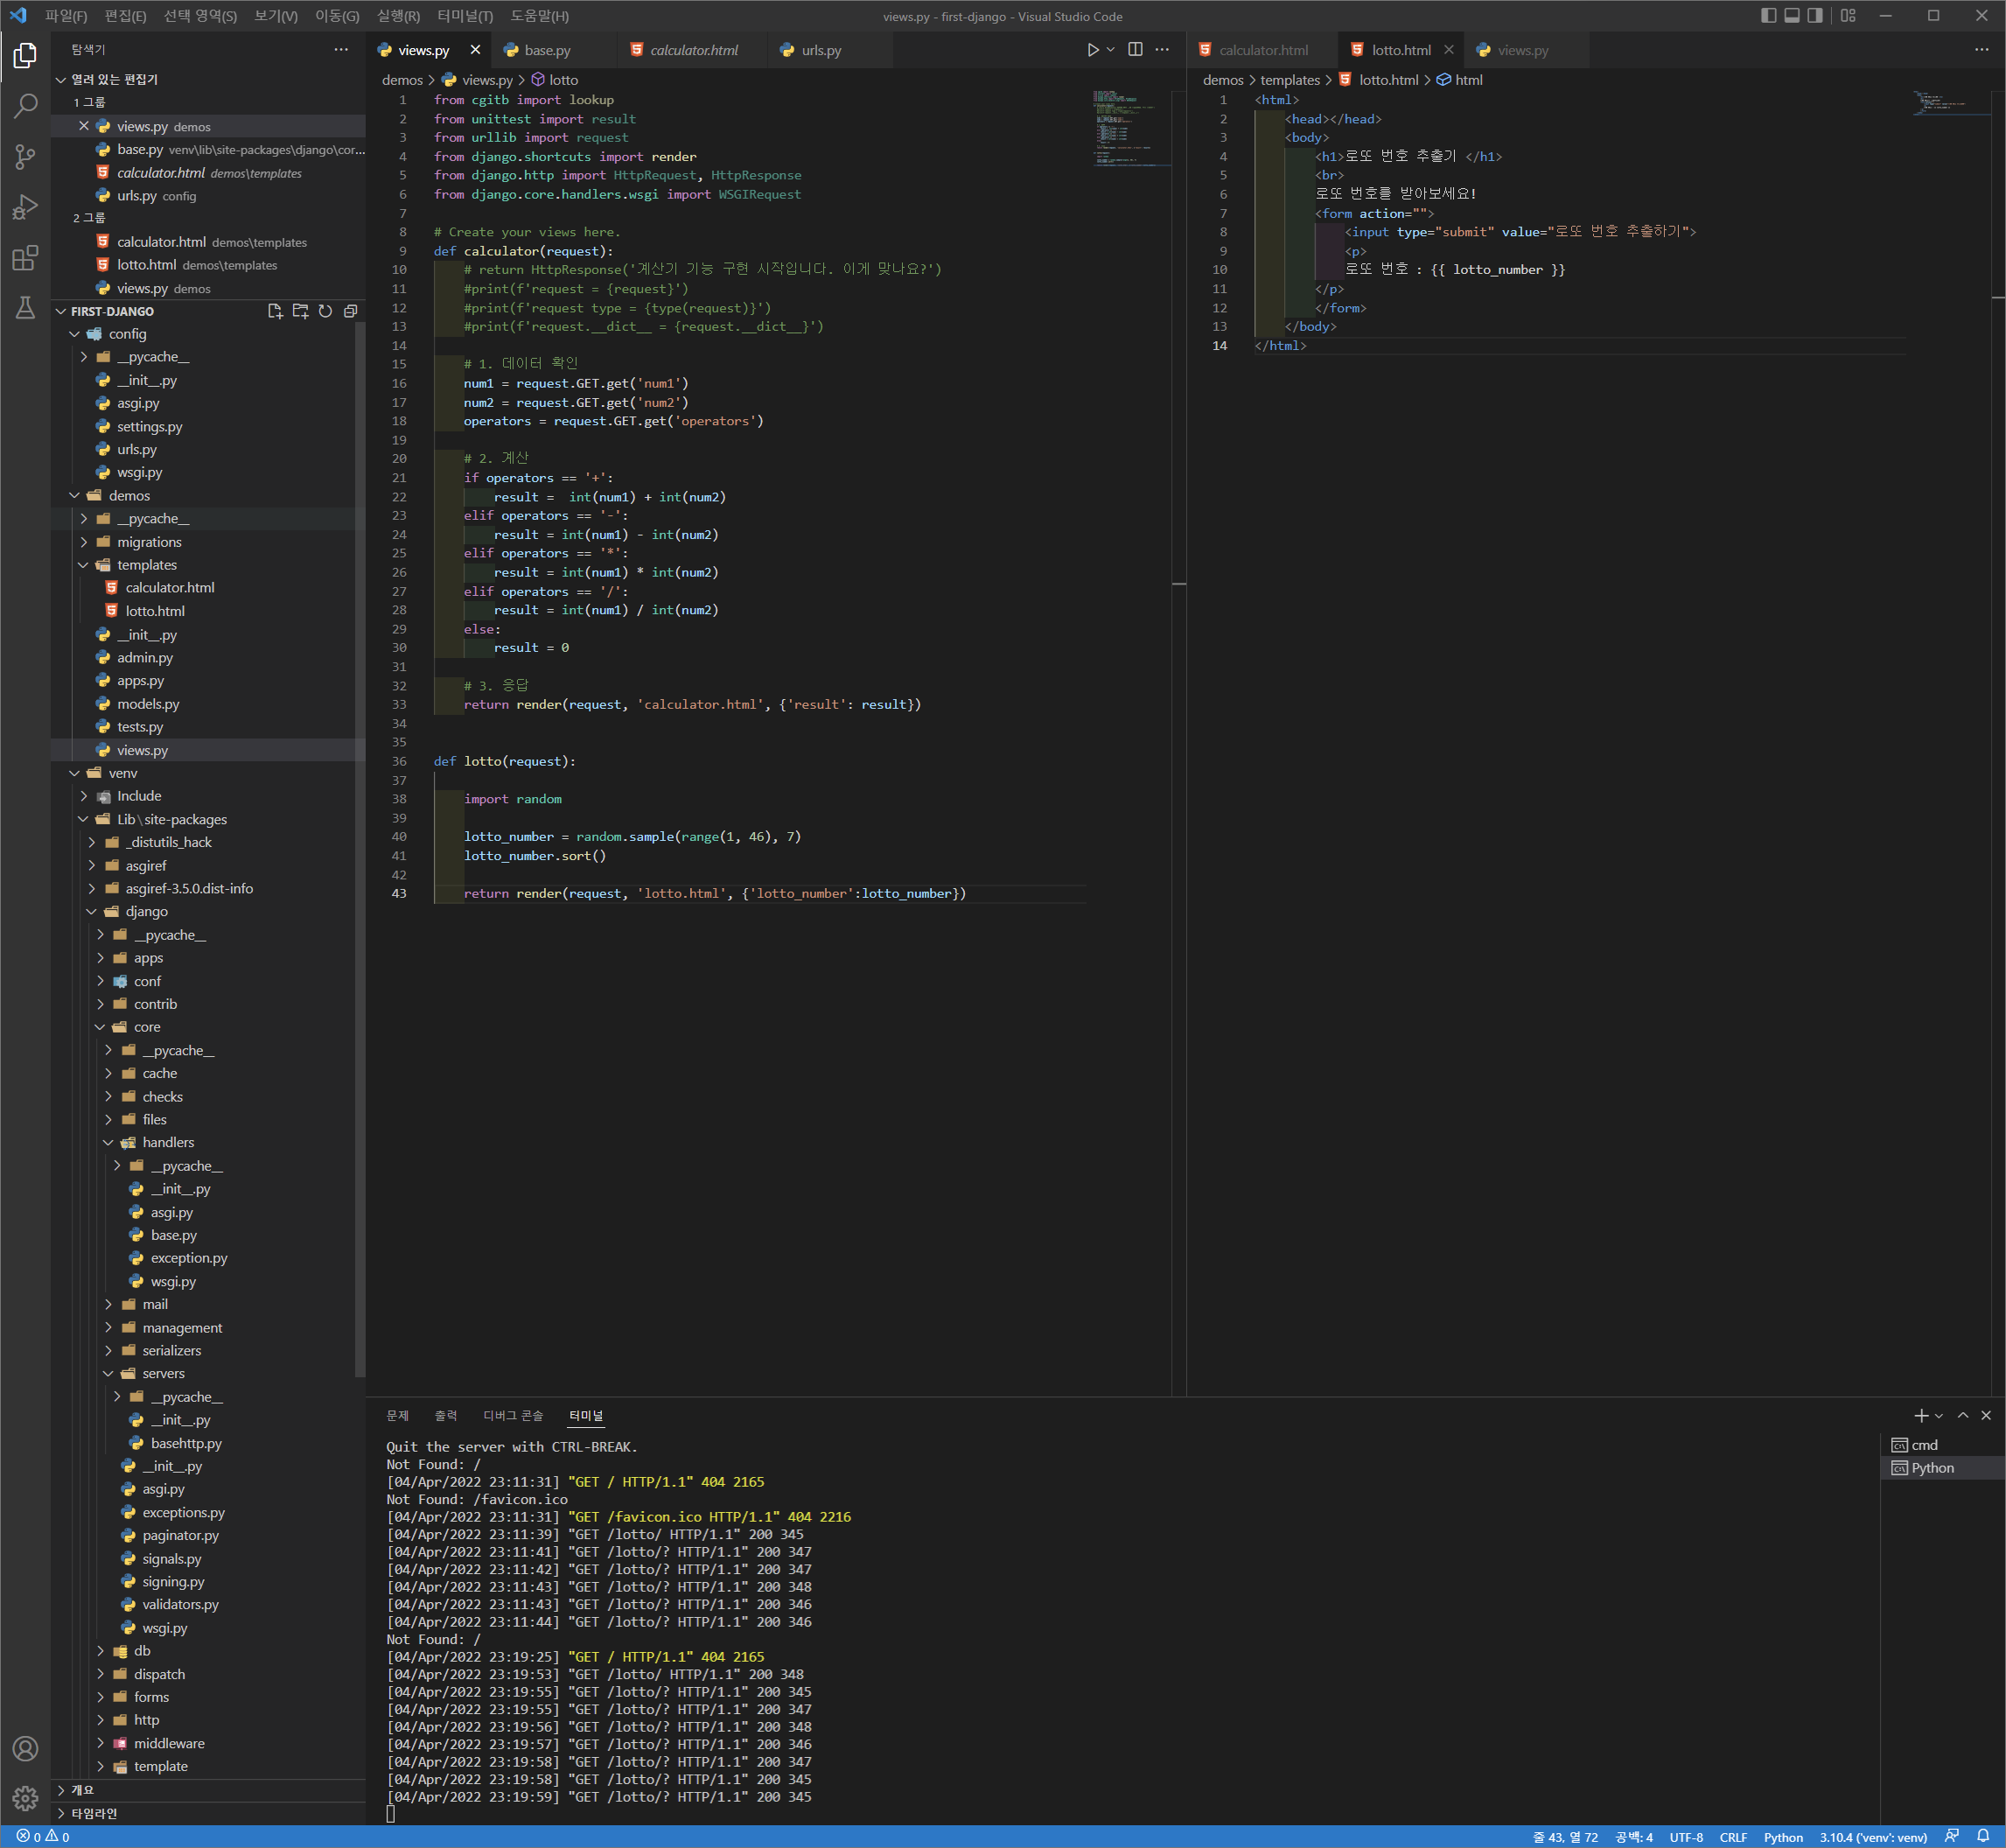 파일(F) 편집(E) 선택 영역(S) 보기(V) 이동(G) 실행(R) 터미널(T) 도움말(H)
views.py - first-django - Visual Studio Code
탐색기
열려 있는 편집기
1 그룹
views.py demos
base.py venv\lib\site-packages\django\cor...
calculator.html demos\templates
urls.py config
2 그룹
calculator.html demos\templates
lotto.html demos\templates
views.py demos
FIRST-DJANGO
config
__pycache__
__init__.py
asgi.py
settings.py
urls.py
wsgi.py
demos
__pycache__
migrations
templates
calculator.html
lotto.html
__init__.py
admin.py
apps.py
models.py
tests.py
views.py
venv
Include
Lib\site-packages
_distutils_hack
asgiref
asgiref-3.5.0.dist-info
django
__pycache__
apps
conf
contrib
core
__pycache__
cache
checks
files
handlers
__pycache__
__init__.py
asgi.py
base.py
exception.py
wsgi.py
mail
management
serializers
servers
__pycache__
__init__.py
basehttp.py
__init__.py
asgi.py
exceptions.py
paginator.py
signals.py
signing.py
validators.py
wsgi.py
db
dispatch
forms
http
middleware
template
개요
타임라인
views.py base.py calculator.html urls.py
demos > views.py > lotto
1 from cgitb import lookup
2 from unittest import result
3 from urllib import request
4 from django.shortcuts import render
5 from django.http import HttpRequest, HttpResponse
6 from django.core.handlers.wsgi import WSGIRequest
7
8 # Create your views here.
9 def calculator(request):
10 # return HttpResponse('계산기 기능 구현 시작입니다. 이게 맞나요?')
11 #print(f'request = {request}')
12 #print(f'request type = {type(request)}')
13 #print(f'request.__dict__ = {request.__dict__}')
14
15 # 1. 데이터 확인
16 num1 = request.GET.get('num1')
17 num2 = request.GET.get('num2')
18 operators = request.GET.get('operators')
19
20 # 2. 계산
21 if operators == '+':
22 result =  int(num1) + int(num2)
23 elif operators == '-':
24 result = int(num1) - int(num2)
25 elif operators == '*':
26 result = int(num1) * int(num2)
27 elif operators == '/':
28 result = int(num1) / int(num2)
29 else:
30 result = 0
31
32 # 3. 응답
33 return render(request, 'calculator.html', {'result': result})
34
35
36 def lotto(request):
37
38 import random
39
40 lotto_number = random.sample(range(1, 46), 7)
41 lotto_number.sort()
42
43 return render(request, 'lotto.html', {'lotto_number':lotto_number})
calculator.html lotto.html views.py
demos > templates > lotto.html > html
1 <html>
2 <head></head>
3 <body>
4 <h1>로또 번호 추출기 </h1>
5 <br>
6 로또 번호를 받아보세요!
7 <form action="">
8 <input type="submit" value="로또 번호 추출하기">
9 <p>
10 로또 번호 : {{ lotto_number }}
11 </p>
12 </form>
13 </body>
14 </html>
문제 출력 디버그 콘솔 터미널
Quit the server with CTRL-BREAK.
Not Found: /
[04/Apr/2022 23:11:31] "GET / HTTP/1.1" 404 2165
Not Found: /favicon.ico
[04/Apr/2022 23:11:31] "GET /favicon.ico HTTP/1.1" 404 2216
[04/Apr/2022 23:11:39] "GET /lotto/ HTTP/1.1" 200 345
[04/Apr/2022 23:11:41] "GET /lotto/? HTTP/1.1" 200 347
[04/Apr/2022 23:11:42] "GET /lotto/? HTTP/1.1" 200 347
[04/Apr/2022 23:11:43] "GET /lotto/? HTTP/1.1" 200 348
[04/Apr/2022 23:11:43] "GET /lotto/? HTTP/1.1" 200 346
[04/Apr/2022 23:11:44] "GET /lotto/? HTTP/1.1" 200 346
Not Found: /
[04/Apr/2022 23:19:25] "GET / HTTP/1.1" 404 2165
[04/Apr/2022 23:19:53] "GET /lotto/ HTTP/1.1" 200 348
[04/Apr/2022 23:19:55] "GET /lotto/? HTTP/1.1" 200 345
[04/Apr/2022 23:19:55] "GET /lotto/? HTTP/1.1" 200 347
[04/Apr/2022 23:19:56] "GET /lotto/? HTTP/1.1" 200 348
[04/Apr/2022 23:19:57] "GET /lotto/? HTTP/1.1" 200 346
[04/Apr/2022 23:19:58] "GET /lotto/? HTTP/1.1" 200 347
[04/Apr/2022 23:19:58] "GET /lotto/? HTTP/1.1" 200 345
[04/Apr/2022 23:19:59] "GET /lotto/? HTTP/1.1" 200 345
cmd
Python
0 0
줄 43, 열 72 공백: 4 UTF-8 CRLF Python 3.10.4 ('venv': venv)